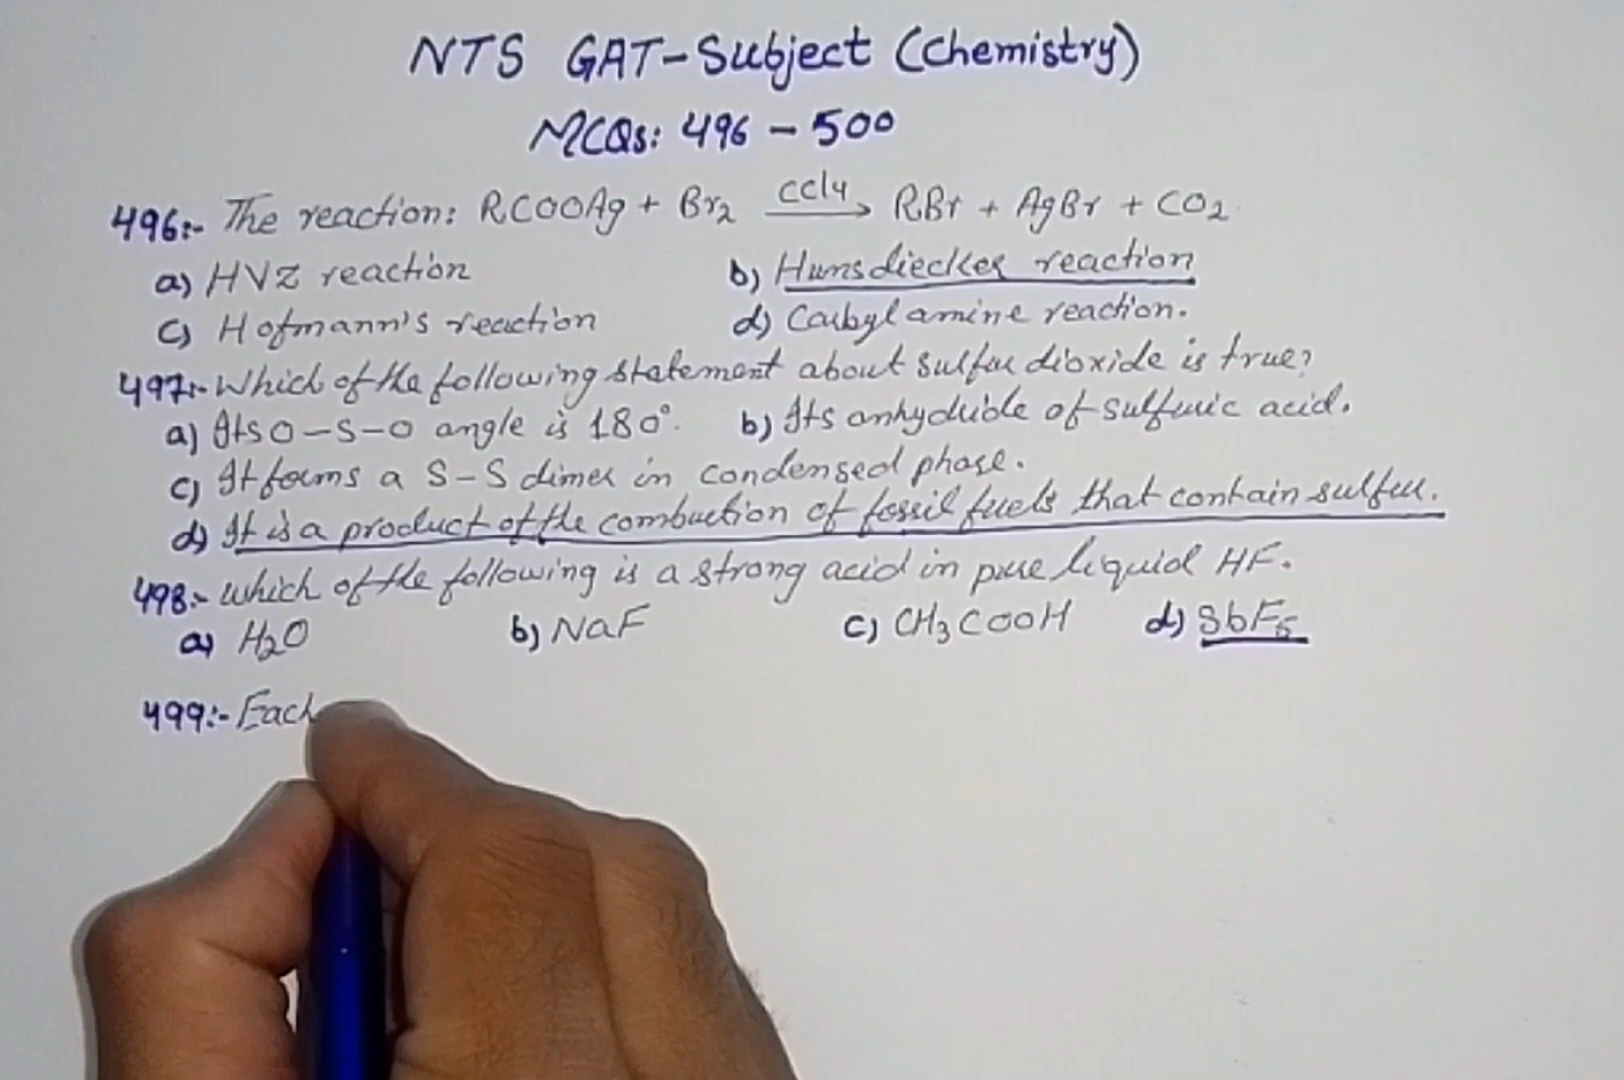 NTS GAT-Subject (Chemistry)
MCQs: 496 - 500
496:- The reaction: RCOOAg + Br₂ CCl4→ RBr + AgBr + CO₂
a) HVZ reaction b) Hunsdiecker reaction
c) Hofmann's reaction d) Carbylamine reaction.
497:- Which of the following statement about sulfur dioxide is true?
a) Its O-S-O angle is 180°. b) Its anhydride of sulfuric acid.
c) It forms a S-S dimer in condensed phase.
d) It is a product of the combustion of fossil fuels that contain sulfur.
498:- which of the following is a strong acid in pure liquid HF.
a) H₂O b) NaF c) CH₃COOH d) SbF₅
499:- Each